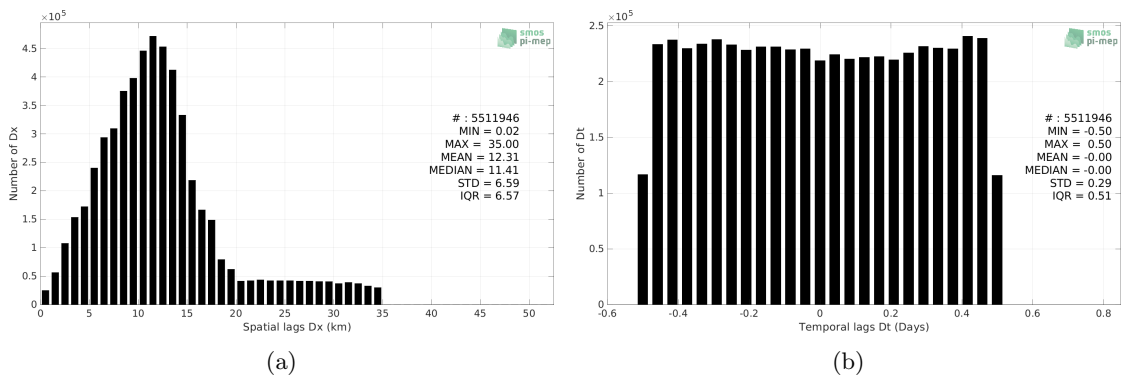 ×10⁵
4.5
4
3.5
3
2.5
2
1.5
1
0.5
0
Number of Dx
smos
pi-mep
# : 5511946
MIN = 0.02
MAX = 35.00
MEAN = 12.31
MEDIAN = 11.41
STD = 6.59
IQR = 6.57
0 5 10 15 20 25 30 35 40 45 50
Spatial lags Dx (km)
(a)
×10⁵
2.5
2
1.5
1
0.5
0
Number of Dt
smos
pi-mep
# : 5511946
MIN = -0.50
MAX = 0.50
MEAN = -0.00
MEDIAN = -0.00
STD = 0.29
IQR = 0.51
-0.6 -0.4 -0.2 0 0.2 0.4 0.6 0.8
Temporal lags Dt (Days)
(b)